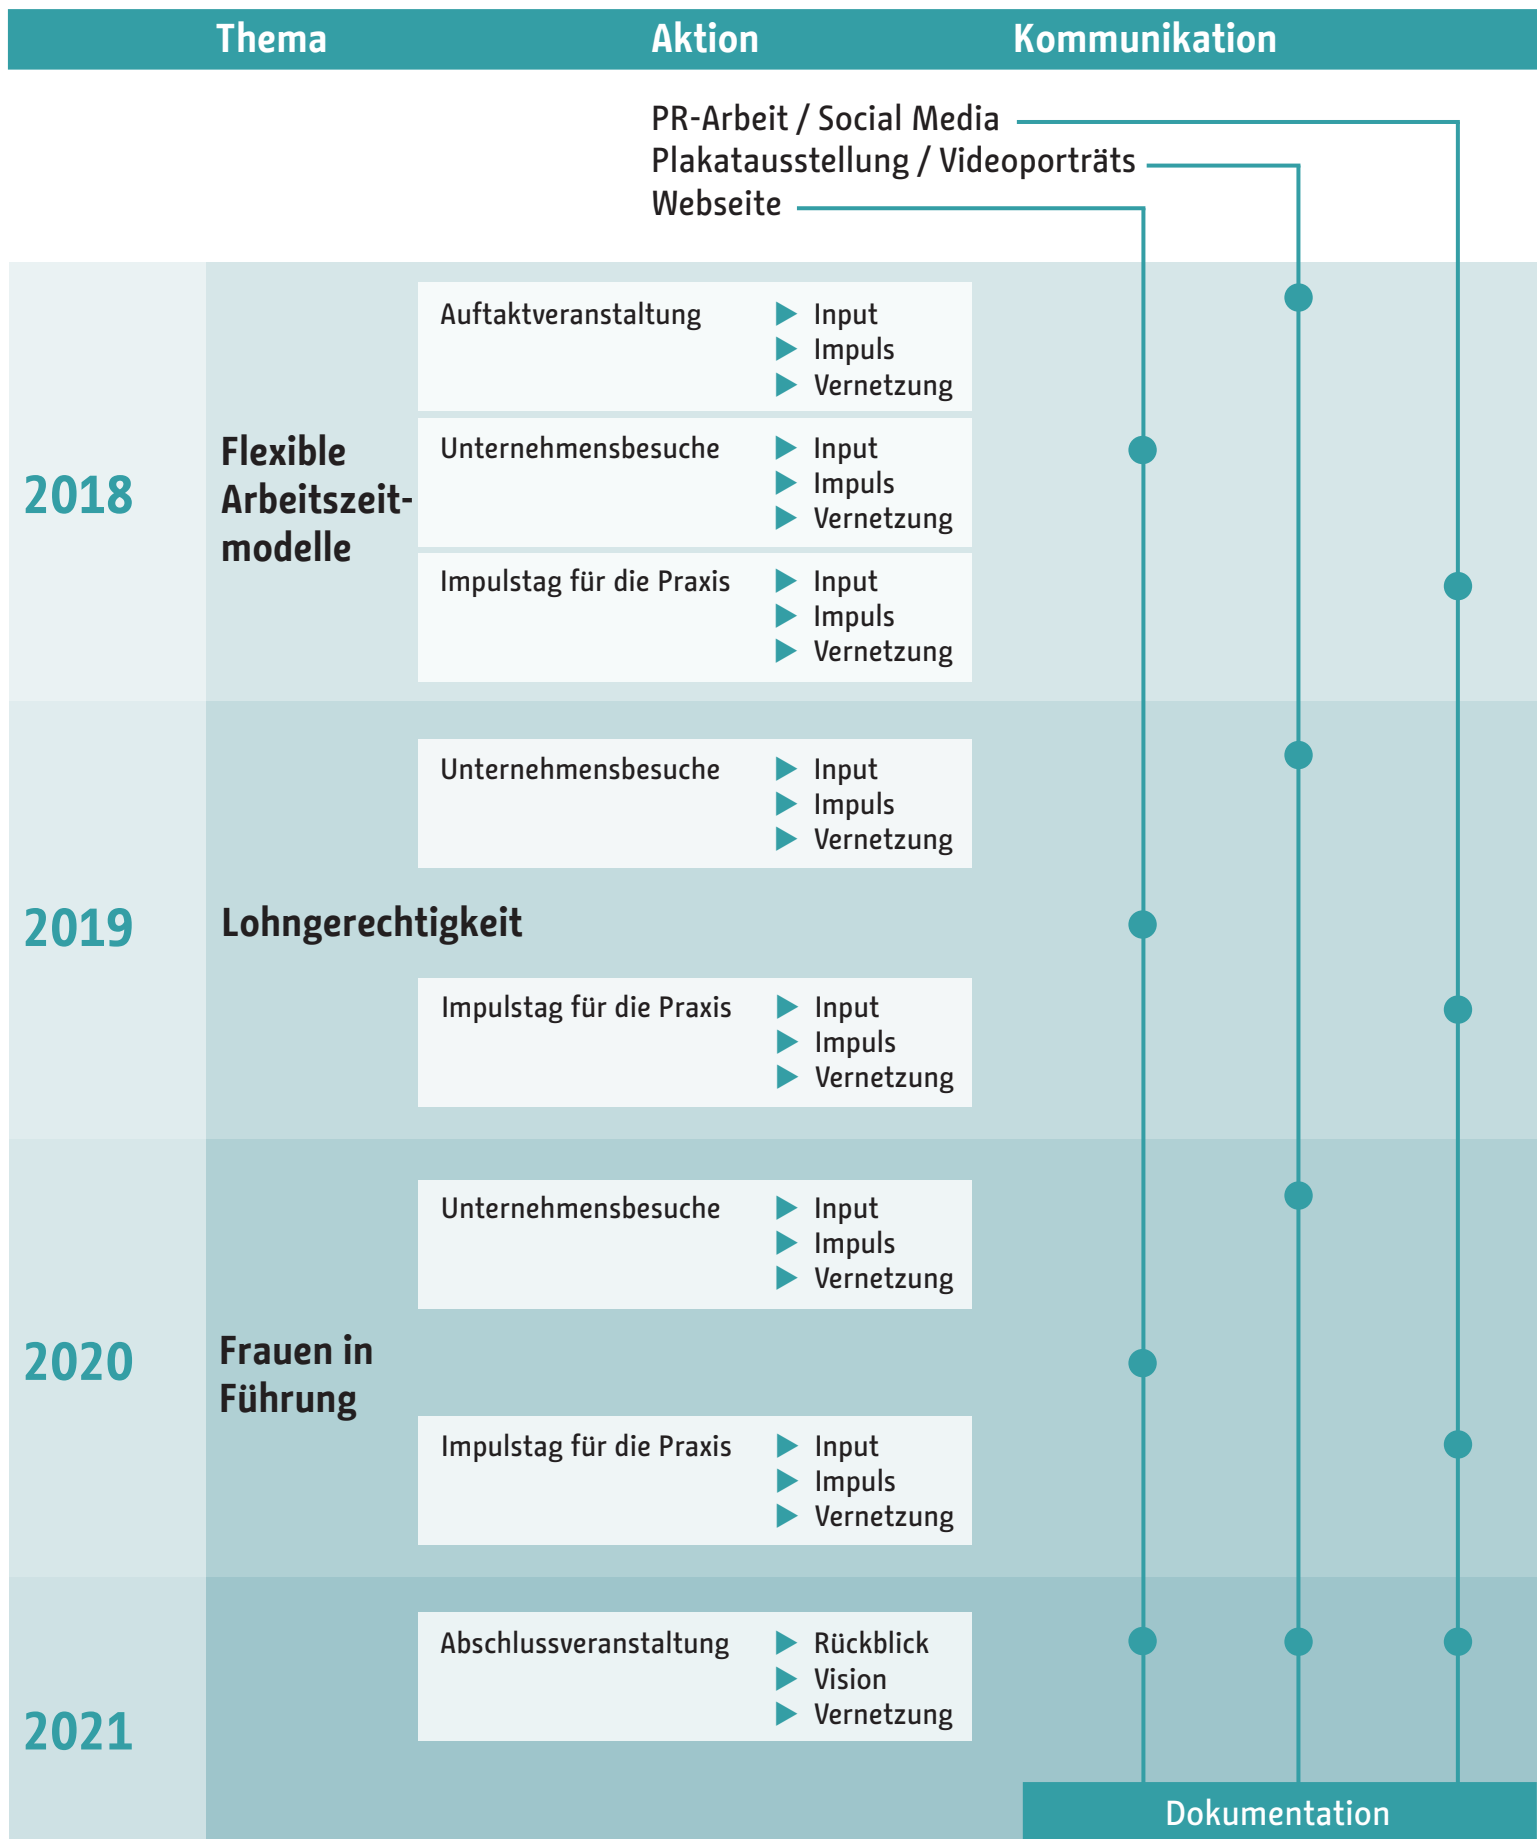 Thema Aktion Kommunikation
PR-Arbeit / Social Media
Plakatausstellung / Videoporträts
Webseite
2018
Flexible
Arbeitszeit-
modelle
Auftaktveranstaltung
Input
Impuls
Vernetzung
Unternehmensbesuche
Input
Impuls
Vernetzung
Impulstag für die Praxis
Input
Impuls
Vernetzung
2019
Lohngerechtigkeit
Unternehmensbesuche
Input
Impuls
Vernetzung
Impulstag für die Praxis
Input
Impuls
Vernetzung
2020
Frauen in
Führung
Unternehmensbesuche
Input
Impuls
Vernetzung
Impulstag für die Praxis
Input
Impuls
Vernetzung
2021
Abschlussveranstaltung
Rückblick
Vision
Vernetzung
Dokumentation